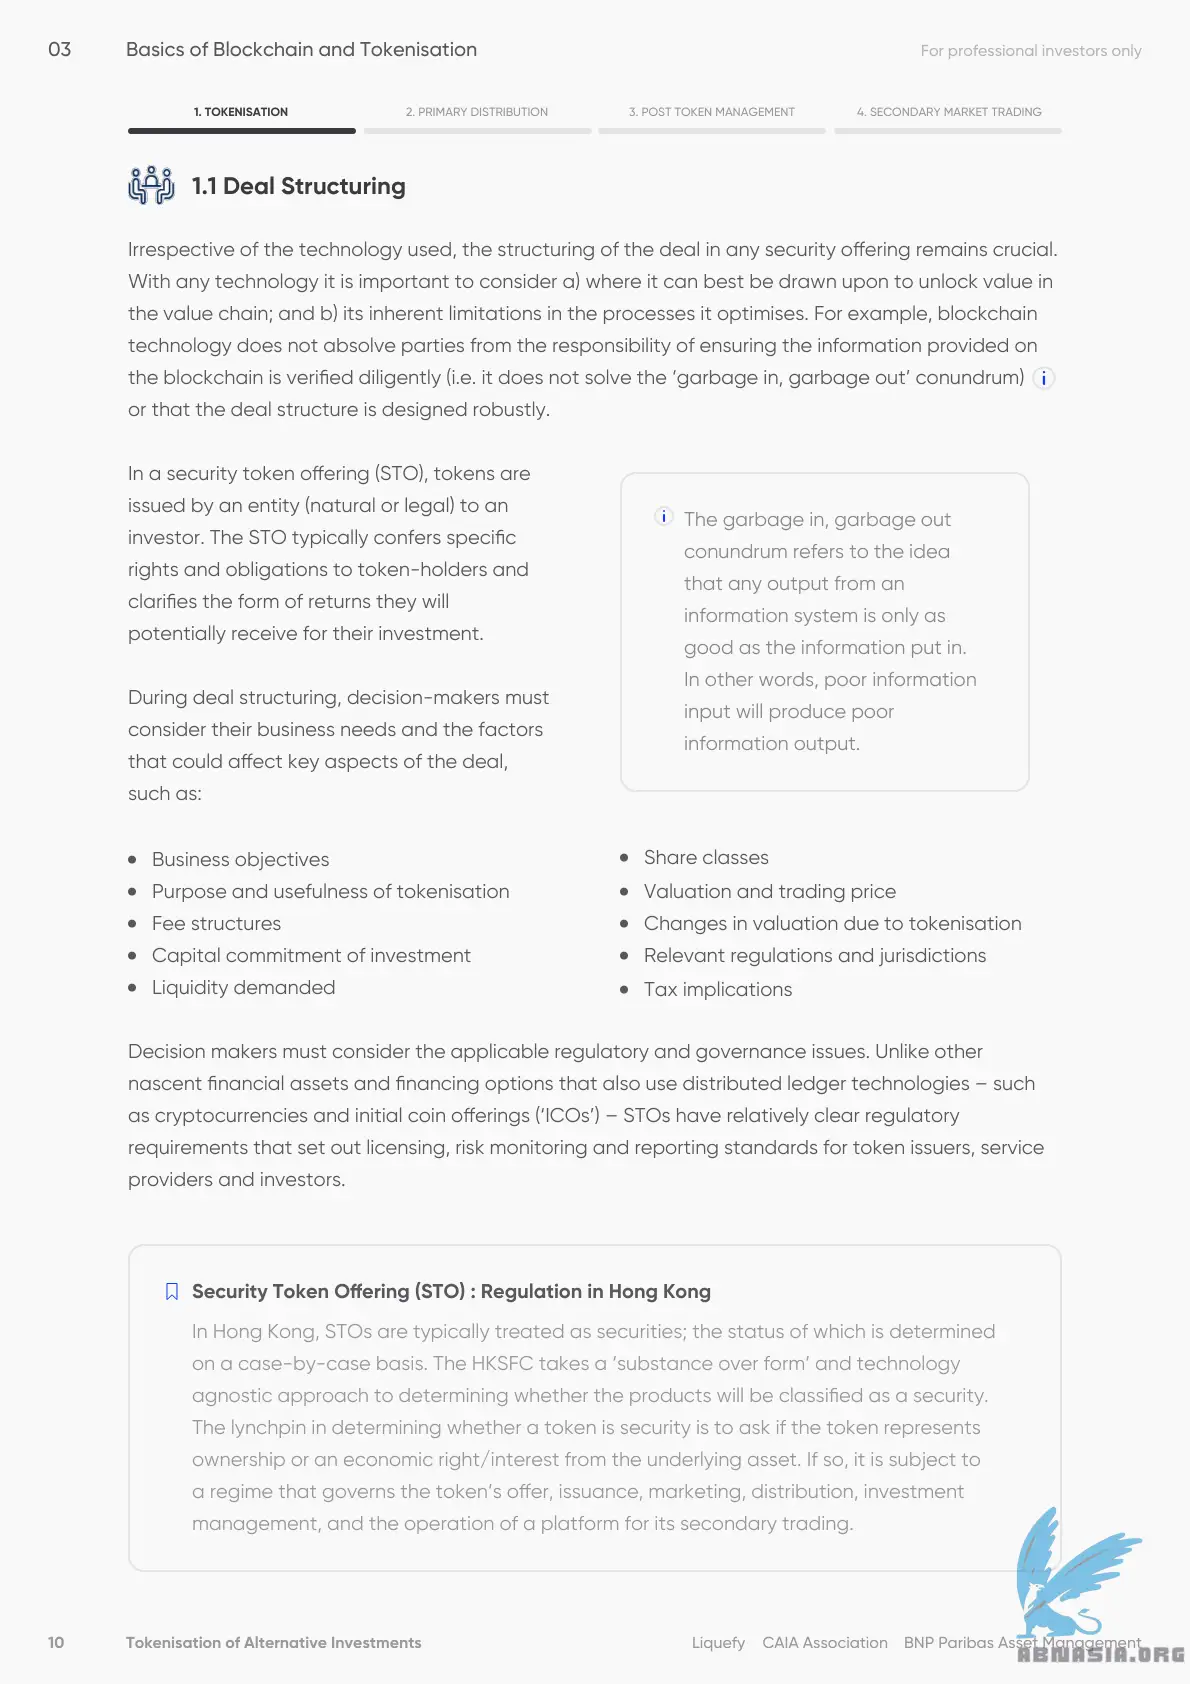 03 Basics of Blockchain and Tokenisation For professional investors only
1. TOKENISATION 2. PRIMARY DISTRIBUTION 3. POST TOKEN MANAGEMENT 4. SECONDARY MARKET TRADING
1.1 Deal Structuring
Irrespective of the technology used, the structuring of the deal in any security offering remains crucial.
With any technology it is important to consider a) where it can best be drawn upon to unlock value in
the value chain; and b) its inherent limitations in the processes it optimises. For example, blockchain
technology does not absolve parties from the responsibility of ensuring the information provided on
the blockchain is verified diligently (i.e. it does not solve the ‘garbage in, garbage out’ conundrum) i
or that the deal structure is designed robustly.
In a security token offering (STO), tokens are
issued by an entity (natural or legal) to an
investor. The STO typically confers specific
rights and obligations to token-holders and
clarifies the form of returns they will
potentially receive for their investment.
During deal structuring, decision-makers must
consider their business needs and the factors
that could affect key aspects of the deal,
such as:
i The garbage in, garbage out
conundrum refers to the idea
that any output from an
information system is only as
good as the information put in.
In other words, poor information
input will produce poor
information output.
• Business objectives
• Purpose and usefulness of tokenisation
• Fee structures
• Capital commitment of investment
• Liquidity demanded
• Share classes
• Valuation and trading price
• Changes in valuation due to tokenisation
• Relevant regulations and jurisdictions
• Tax implications
Decision makers must consider the applicable regulatory and governance issues. Unlike other
nascent financial assets and financing options that also use distributed ledger technologies – such
as cryptocurrencies and initial coin offerings (‘ICOs’) – STOs have relatively clear regulatory
requirements that set out licensing, risk monitoring and reporting standards for token issuers, service
providers and investors.
Security Token Offering (STO) : Regulation in Hong Kong
In Hong Kong, STOs are typically treated as securities; the status of which is determined
on a case-by-case basis. The HKSFC takes a ‘substance over form’ and technology
agnostic approach to determining whether the products will be classified as a security.
The lynchpin in determining whether a token is security is to ask if the token represents
ownership or an economic right/interest from the underlying asset. If so, it is subject to
a regime that governs the token’s offer, issuance, marketing, distribution, investment
management, and the operation of a platform for its secondary trading.
10 Tokenisation of Alternative Investments Liquefy CAIA Association BNP Paribas Asset Management
ABNASIA.ORG